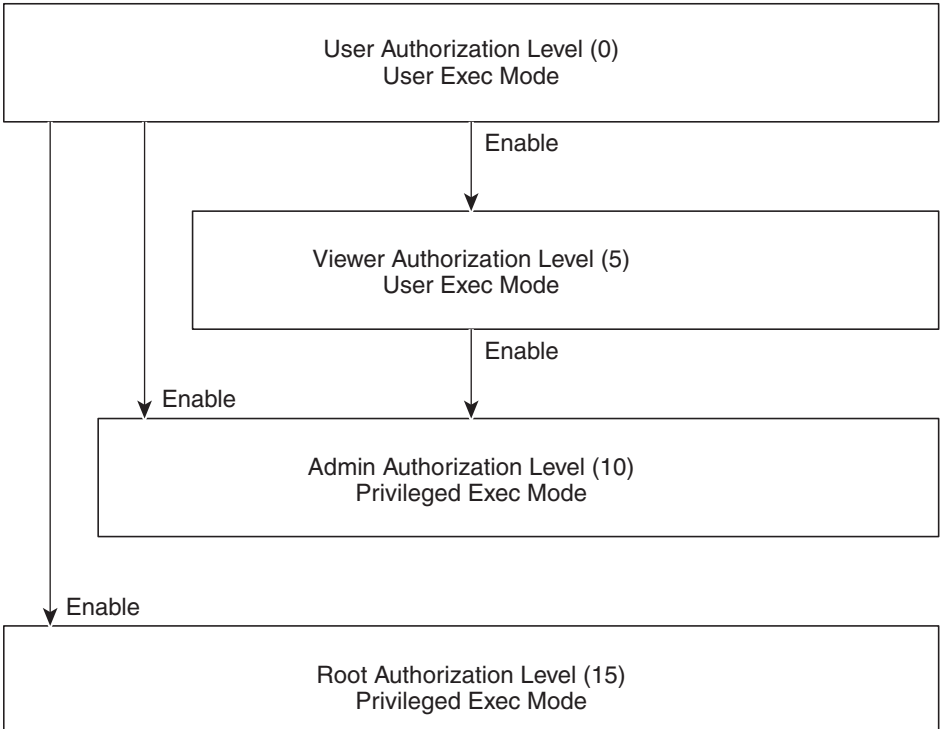 User Authorization Level (0)
User Exec Mode
Enable
Viewer Authorization Level (5)
User Exec Mode
Enable
Enable
Admin Authorization Level (10)
Privileged Exec Mode
Enable
Root Authorization Level (15)
Privileged Exec Mode